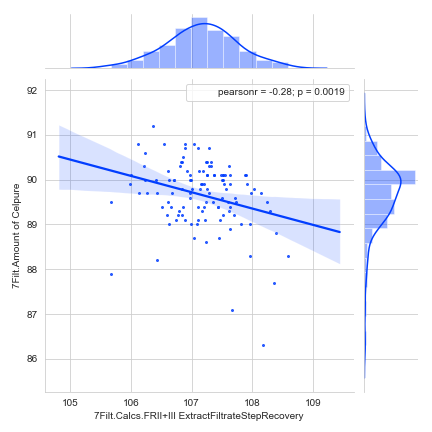 pearsonr = -0.28; p = 0.0019
92
91
90
89
88
87
86
7Filt.Amount of Celpure
105 106 107 108 109
7Filt.Calcs.FRII+III ExtractFiltrateStepRecovery